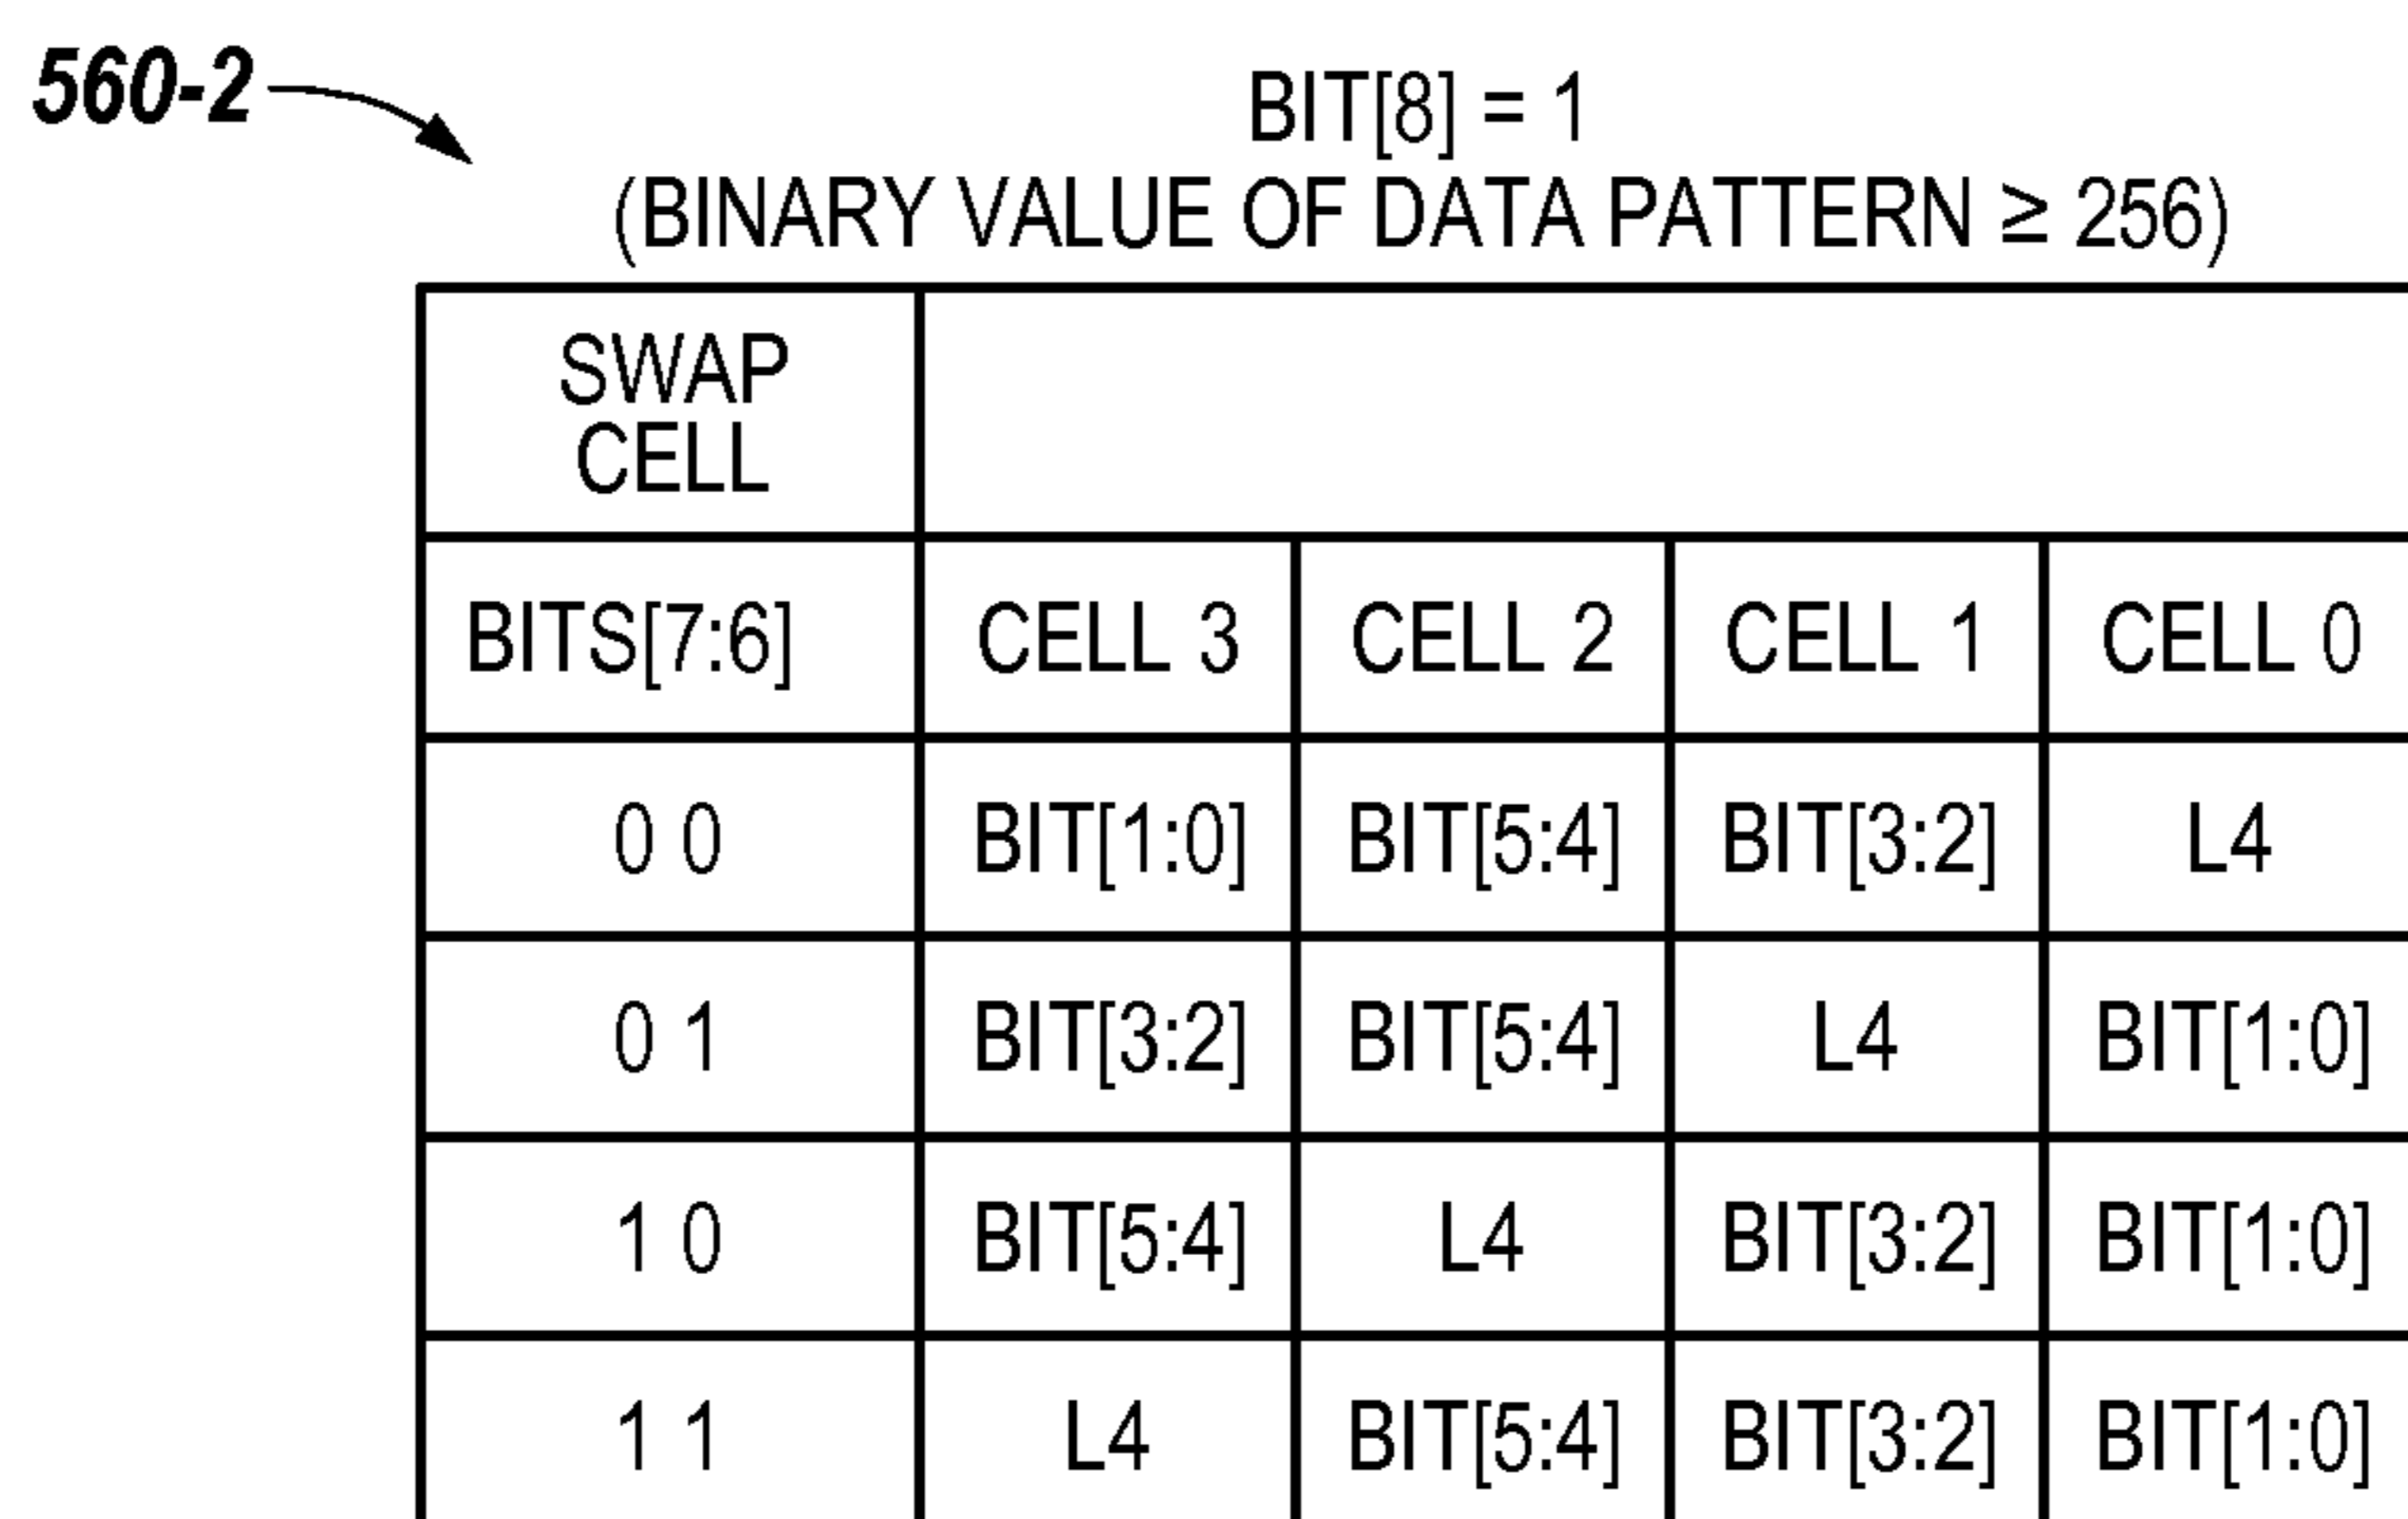 560-2
BIT[8] = 1
(BINARY VALUE OF DATA PATTERN ≥ 256)
SWAP
CELL
BITS[7:6] CELL 3 CELL 2 CELL 1 CELL 0
0 0 BIT[1:0] BIT[5:4] BIT[3:2] L4
0 1 BIT[3:2] BIT[5:4] L4 BIT[1:0]
1 0 BIT[5:4] L4 BIT[3:2] BIT[1:0]
1 1 L4 BIT[5:4] BIT[3:2] BIT[1:0]